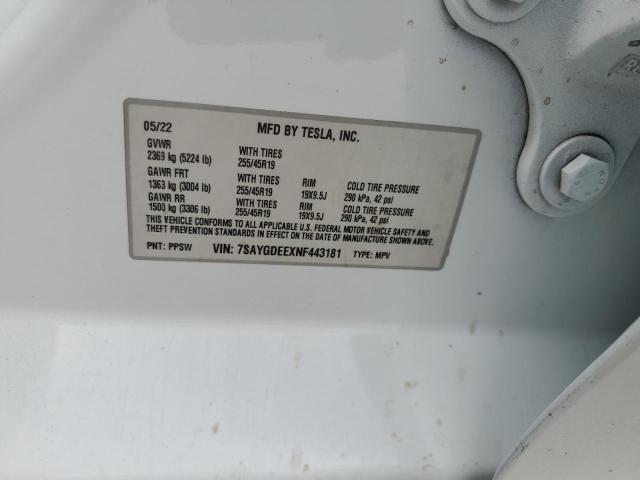 05/22 MFD BY TESLA, INC.
GVWR WITH TIRES
2369 kg (5224 lb) 255/45R19
GAWR FRT WITH TIRES RIM COLD TIRE PRESSURE
1363 kg (3004 lb) 255/45R19 19X9.5J 290 kPa, 42 psi
GAWR RR WITH TIRES RIM COLD TIRE PRESSURE
1500 kg (3306 lb) 255/45R19 19X9.5J 290 kPa, 42 psi
THIS VEHICLE CONFORMS TO ALL APPLICABLE U.S. FEDERAL MOTOR VEHICLE SAFETY AND
THEFT PREVENTION STANDARDS IN EFFECT ON THE DATE OF MANUFACTURE SHOWN ABOVE.
PNT: PPSW VIN: 7SAYGDEEXNF443181 TYPE: MPV